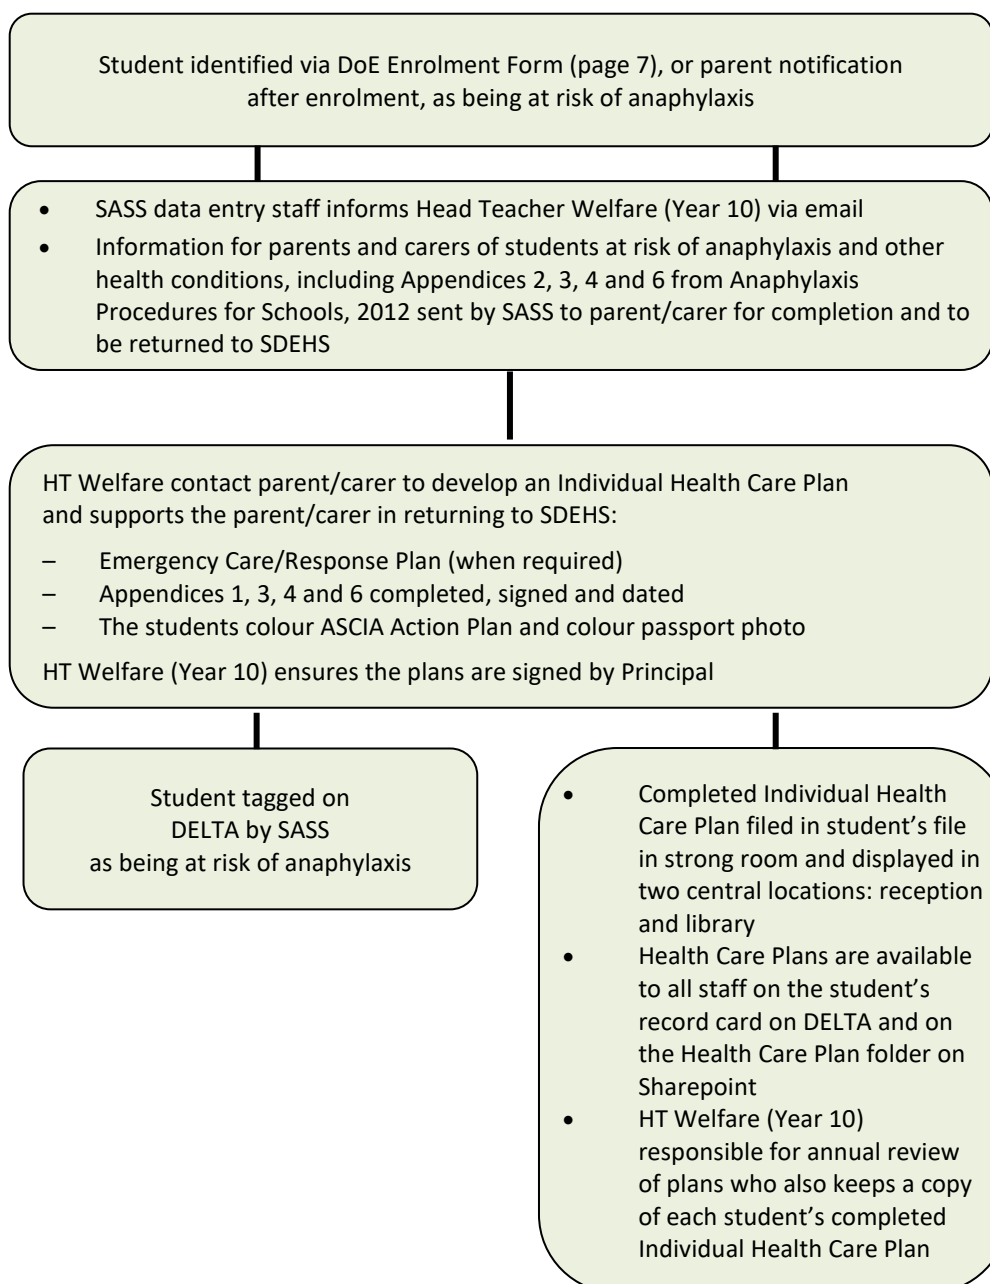 Student identified via DoE Enrolment Form (page 7), or parent notification
after enrolment, as being at risk of anaphylaxis
• SASS data entry staff informs Head Teacher Welfare (Year 10) via email
• Information for parents and carers of students at risk of anaphylaxis and other
health conditions, including Appendices 2, 3, 4 and 6 from Anaphylaxis
Procedures for Schools, 2012 sent by SASS to parent/carer for completion and to
be returned to SDEHS
HT Welfare contact parent/carer to develop an Individual Health Care Plan
and supports the parent/carer in returning to SDEHS:
– Emergency Care/Response Plan (when required)
– Appendices 1, 3, 4 and 6 completed, signed and dated
– The students colour ASCIA Action Plan and colour passport photo
HT Welfare (Year 10) ensures the plans are signed by Principal
Student tagged on
DELTA by SASS
as being at risk of anaphylaxis
• Completed Individual Health
Care Plan filed in student’s file
in strong room and displayed in
two central locations: reception
and library
• Health Care Plans are available
to all staff on the student’s
record card on DELTA and on
the Health Care Plan folder on
Sharepoint
• HT Welfare (Year 10)
responsible for annual review
of plans who also keeps a copy
of each student’s completed
Individual Health Care Plan